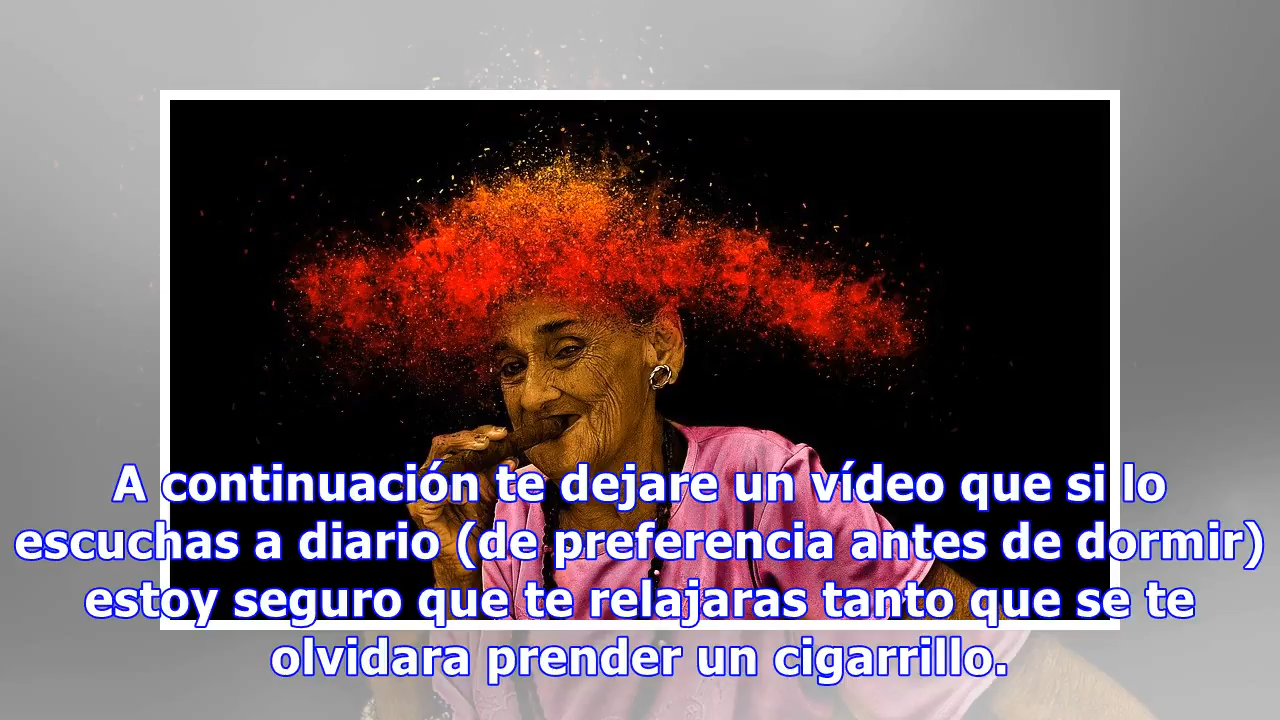 A continuación te dejare un vídeo que si lo
escuchas a diario (de preferencia antes de dormir)
estoy seguro que te relajaras tanto que se te
olvidara prender un cigarrillo.